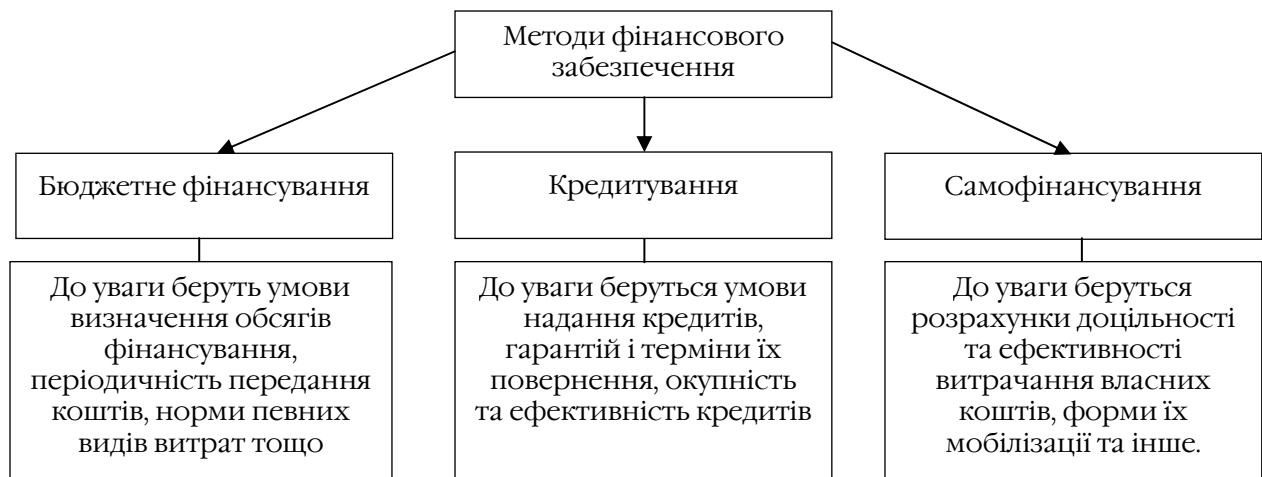 Методи фінансового
забезпечення
Бюджетне фінансування
Кредитування
Самофінансування
До уваги беруть умови
визначення обсягів
фінансування,
періодичність передання
коштів, норми певних
видів витрат тощо
До уваги беруться умови
надання кредитів,
гарантій і терміни їх
повернення, окупність
та ефективність кредитів
До уваги беруться
розрахунки доцільності
та ефективності
витрачання власних
коштів, форми їх
мобілізації та інше.